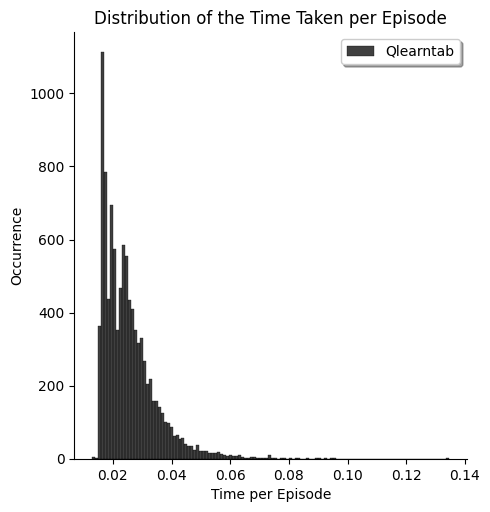 Distribution of the Time Taken per Episode
Qlearntab
Occurrence
1000
800
600
400
200
0
0.02 0.04 0.06 0.08 0.10 0.12 0.14
Time per Episode